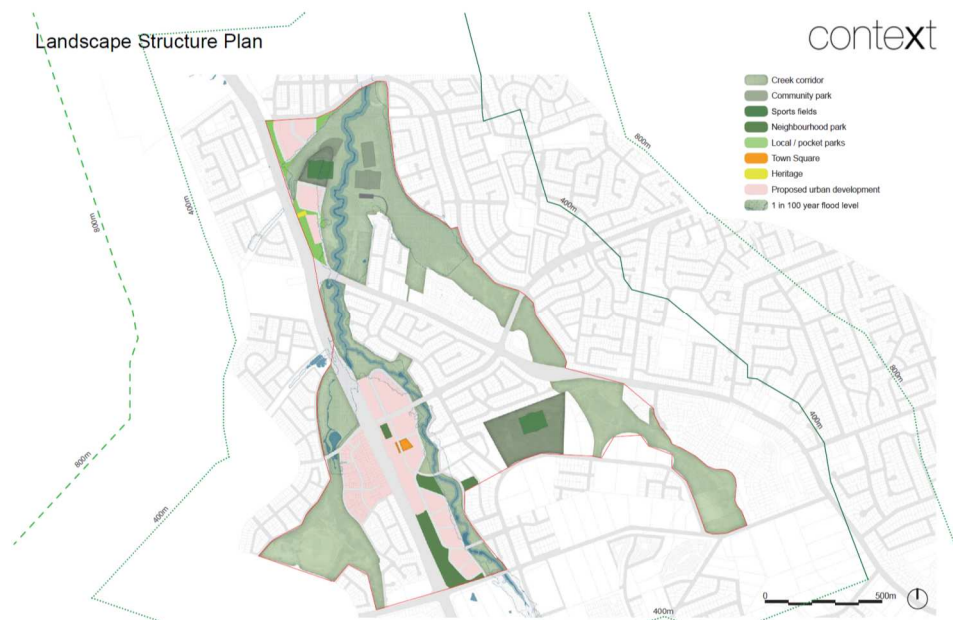 Landscape Structure Plan
context
Creek corridor
Community park
Sports fields
Neighbourhood park
Local / pocket parks
Town Square
Heritage
Proposed urban development
1 in 100 year flood level
800m
400m
800m
400m
800m
400m
800m
400m
400m
0
500m